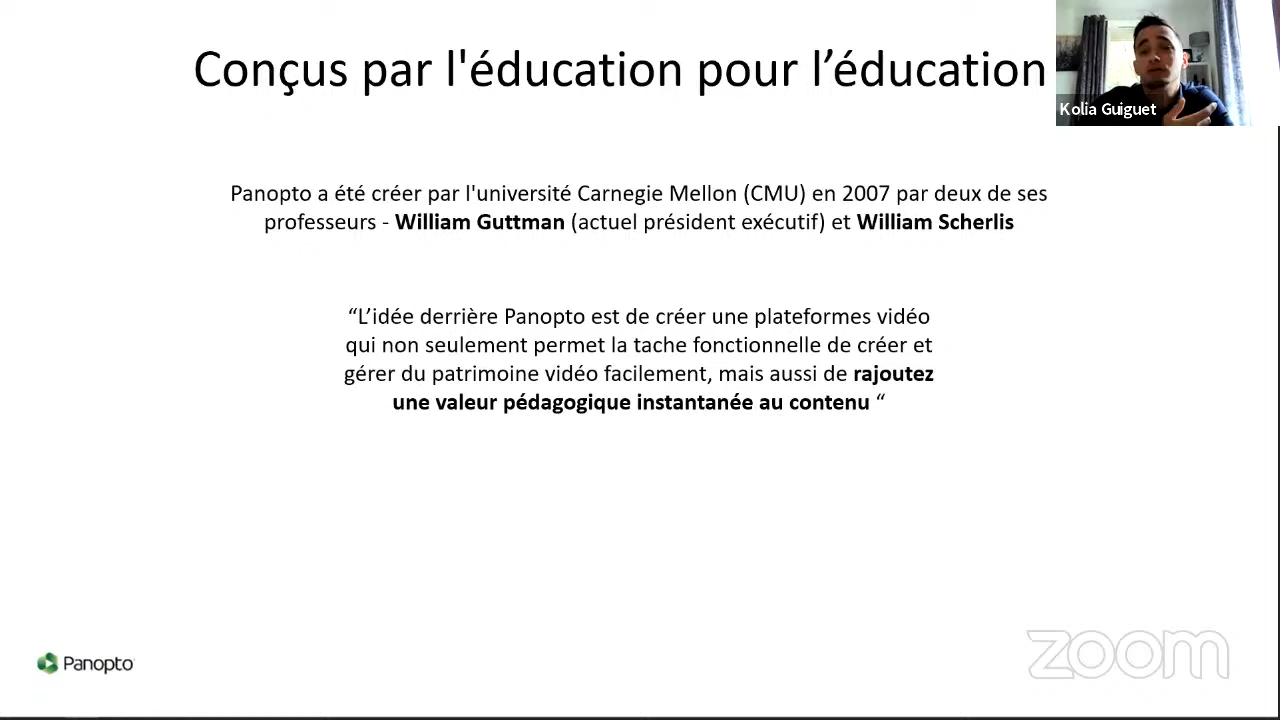 Conçus par l'éducation pour l’éducation
Kolia Guiguet
Panopto a été créer par l'université Carnegie Mellon (CMU) en 2007 par deux de ses
professeurs - William Guttman (actuel président exécutif) et William Scherlis
“L’idée derrière Panopto est de créer une plateformes vidéo
qui non seulement permet la tache fonctionnelle de créer et
gérer du patrimoine vidéo facilement, mais aussi de rajoutez
une valeur pédagogique instantanée au contenu “
Panopto
zoom